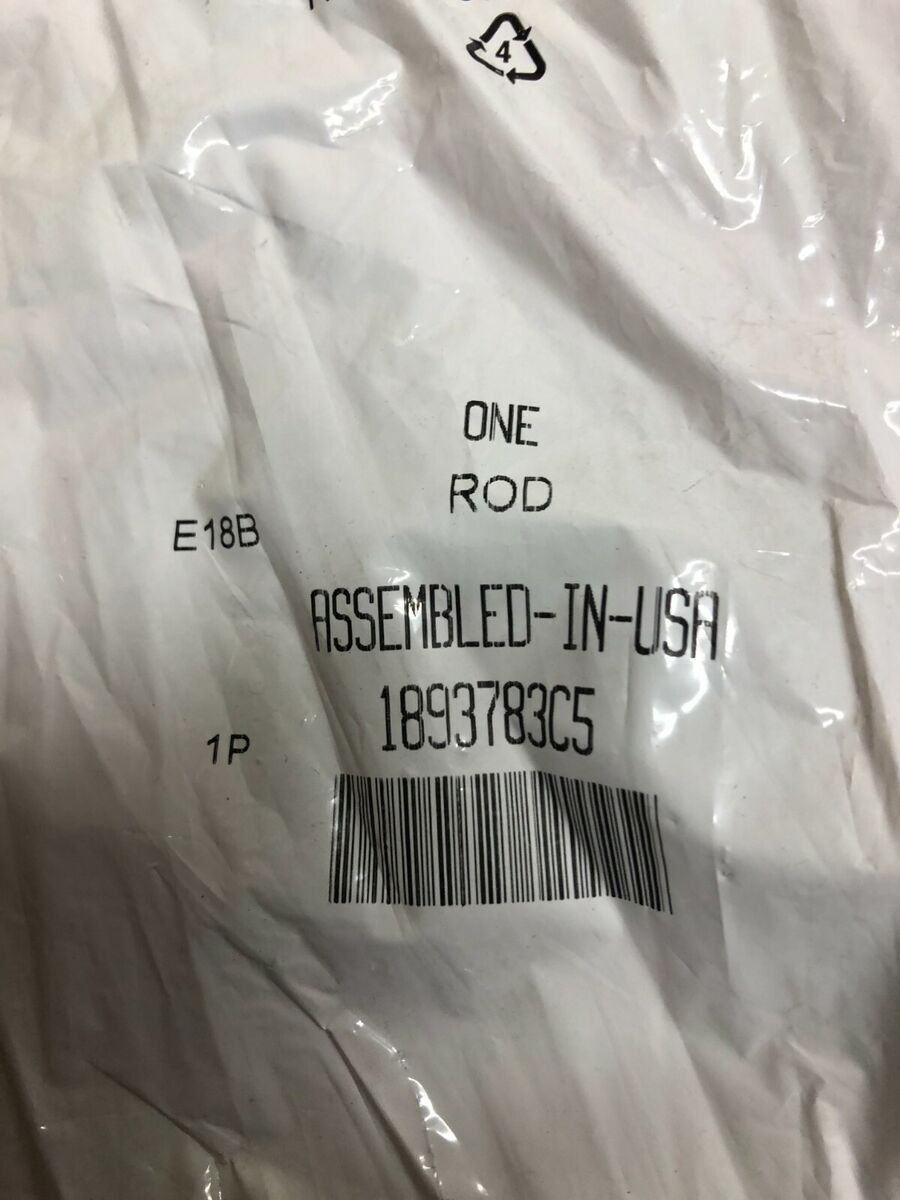 4
ONE
ROD
E18B
ASSEMBLED-IN-USA
1893783C5
1P